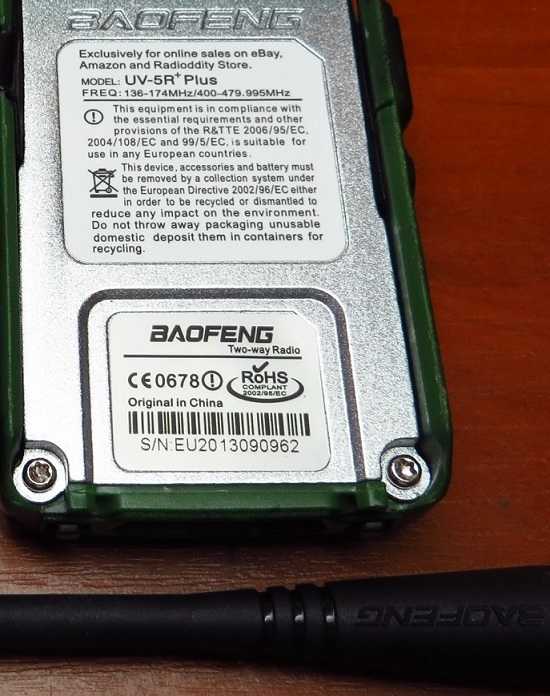 BAOFENG
Exclusively for online sales on eBay,
Amazon and Radioddity Store.
MODEL: UV-5R+ Plus
FREQ: 136-174MHz/400-479.995MHz
This equipment is in compliance with
the essential requirements and other
provisions of the R&TTE 2006/95/EC,
2004/108/EC and 99/5/EC, is suitable for
use in any European countries.
This device, accessories and battery must
be removed by a collection system under
the European Directive 2002/96/EC either
in order to be recycled or dismantled to
reduce any impact on the environment.
Do not throw away packaging unusable
domestic deposit them in containers for
recycling.
BAOFENG
Two-way Radio
CE0678
RoHS
COMPLIANT
2002/95/EC
Original in China
S/N:EU2013090962
BAOFENG